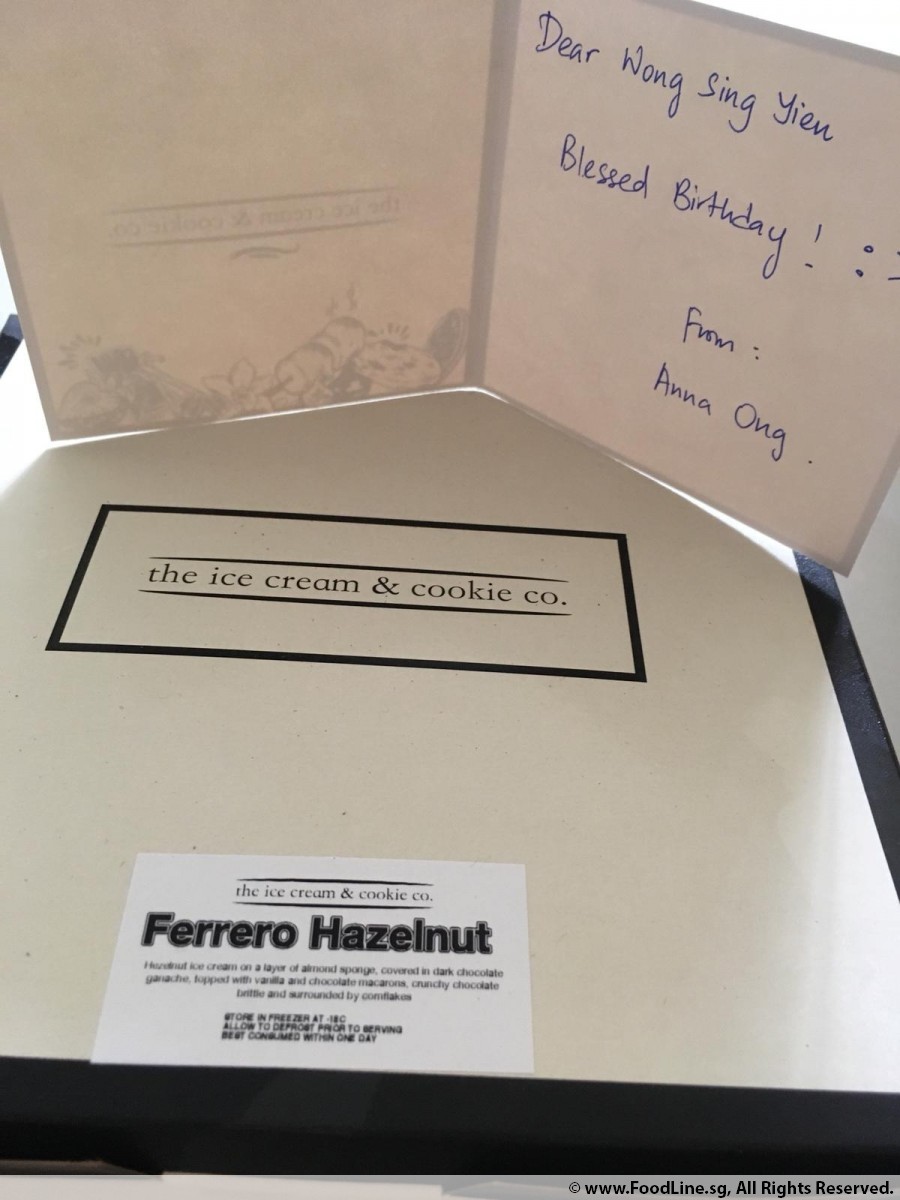 Dear Wong Sing Yien
Blessed Birthday! :)
From :
Anna Ong.
the ice cream & cookie co.
the ice cream & cookie co.
the ice cream & cookie co.
Ferrero Hazelnut
Hazelnut ice cream on a layer of almond sponge, covered in dark chocolate
ganache, topped with vanilla and chocolate macarons, crunchy chocolate
brittle and surrounded by cornflakes
STORE IN FREEZER AT -18C
ALLOW TO DEFROST PRIOR TO SERVING
BEST CONSUMED WITHIN ONE DAY
© www.FoodLine.sg, All Rights Reserved.